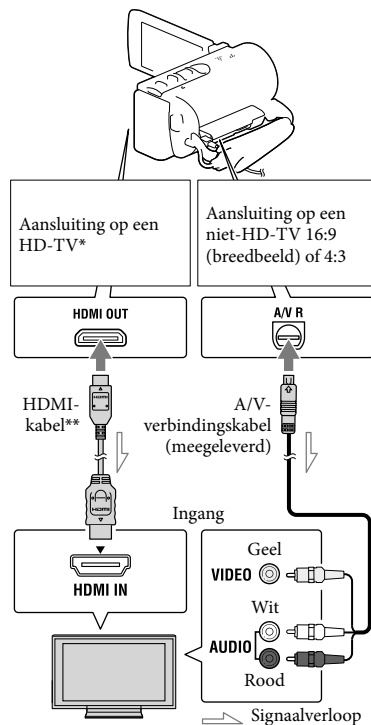 Aansluiting op een
HD-TV*
Aansluiting op een
niet-HD-TV 16:9
(breedbeeld) of 4:3
HDMI OUT
A/V R
HDMI-
kabel**
A/V-
verbindingskabel
(meegeleverd)
Ingang
HDMI IN
Geel
VIDEO
Wit
AUDIO
Rood
Signaalverloop